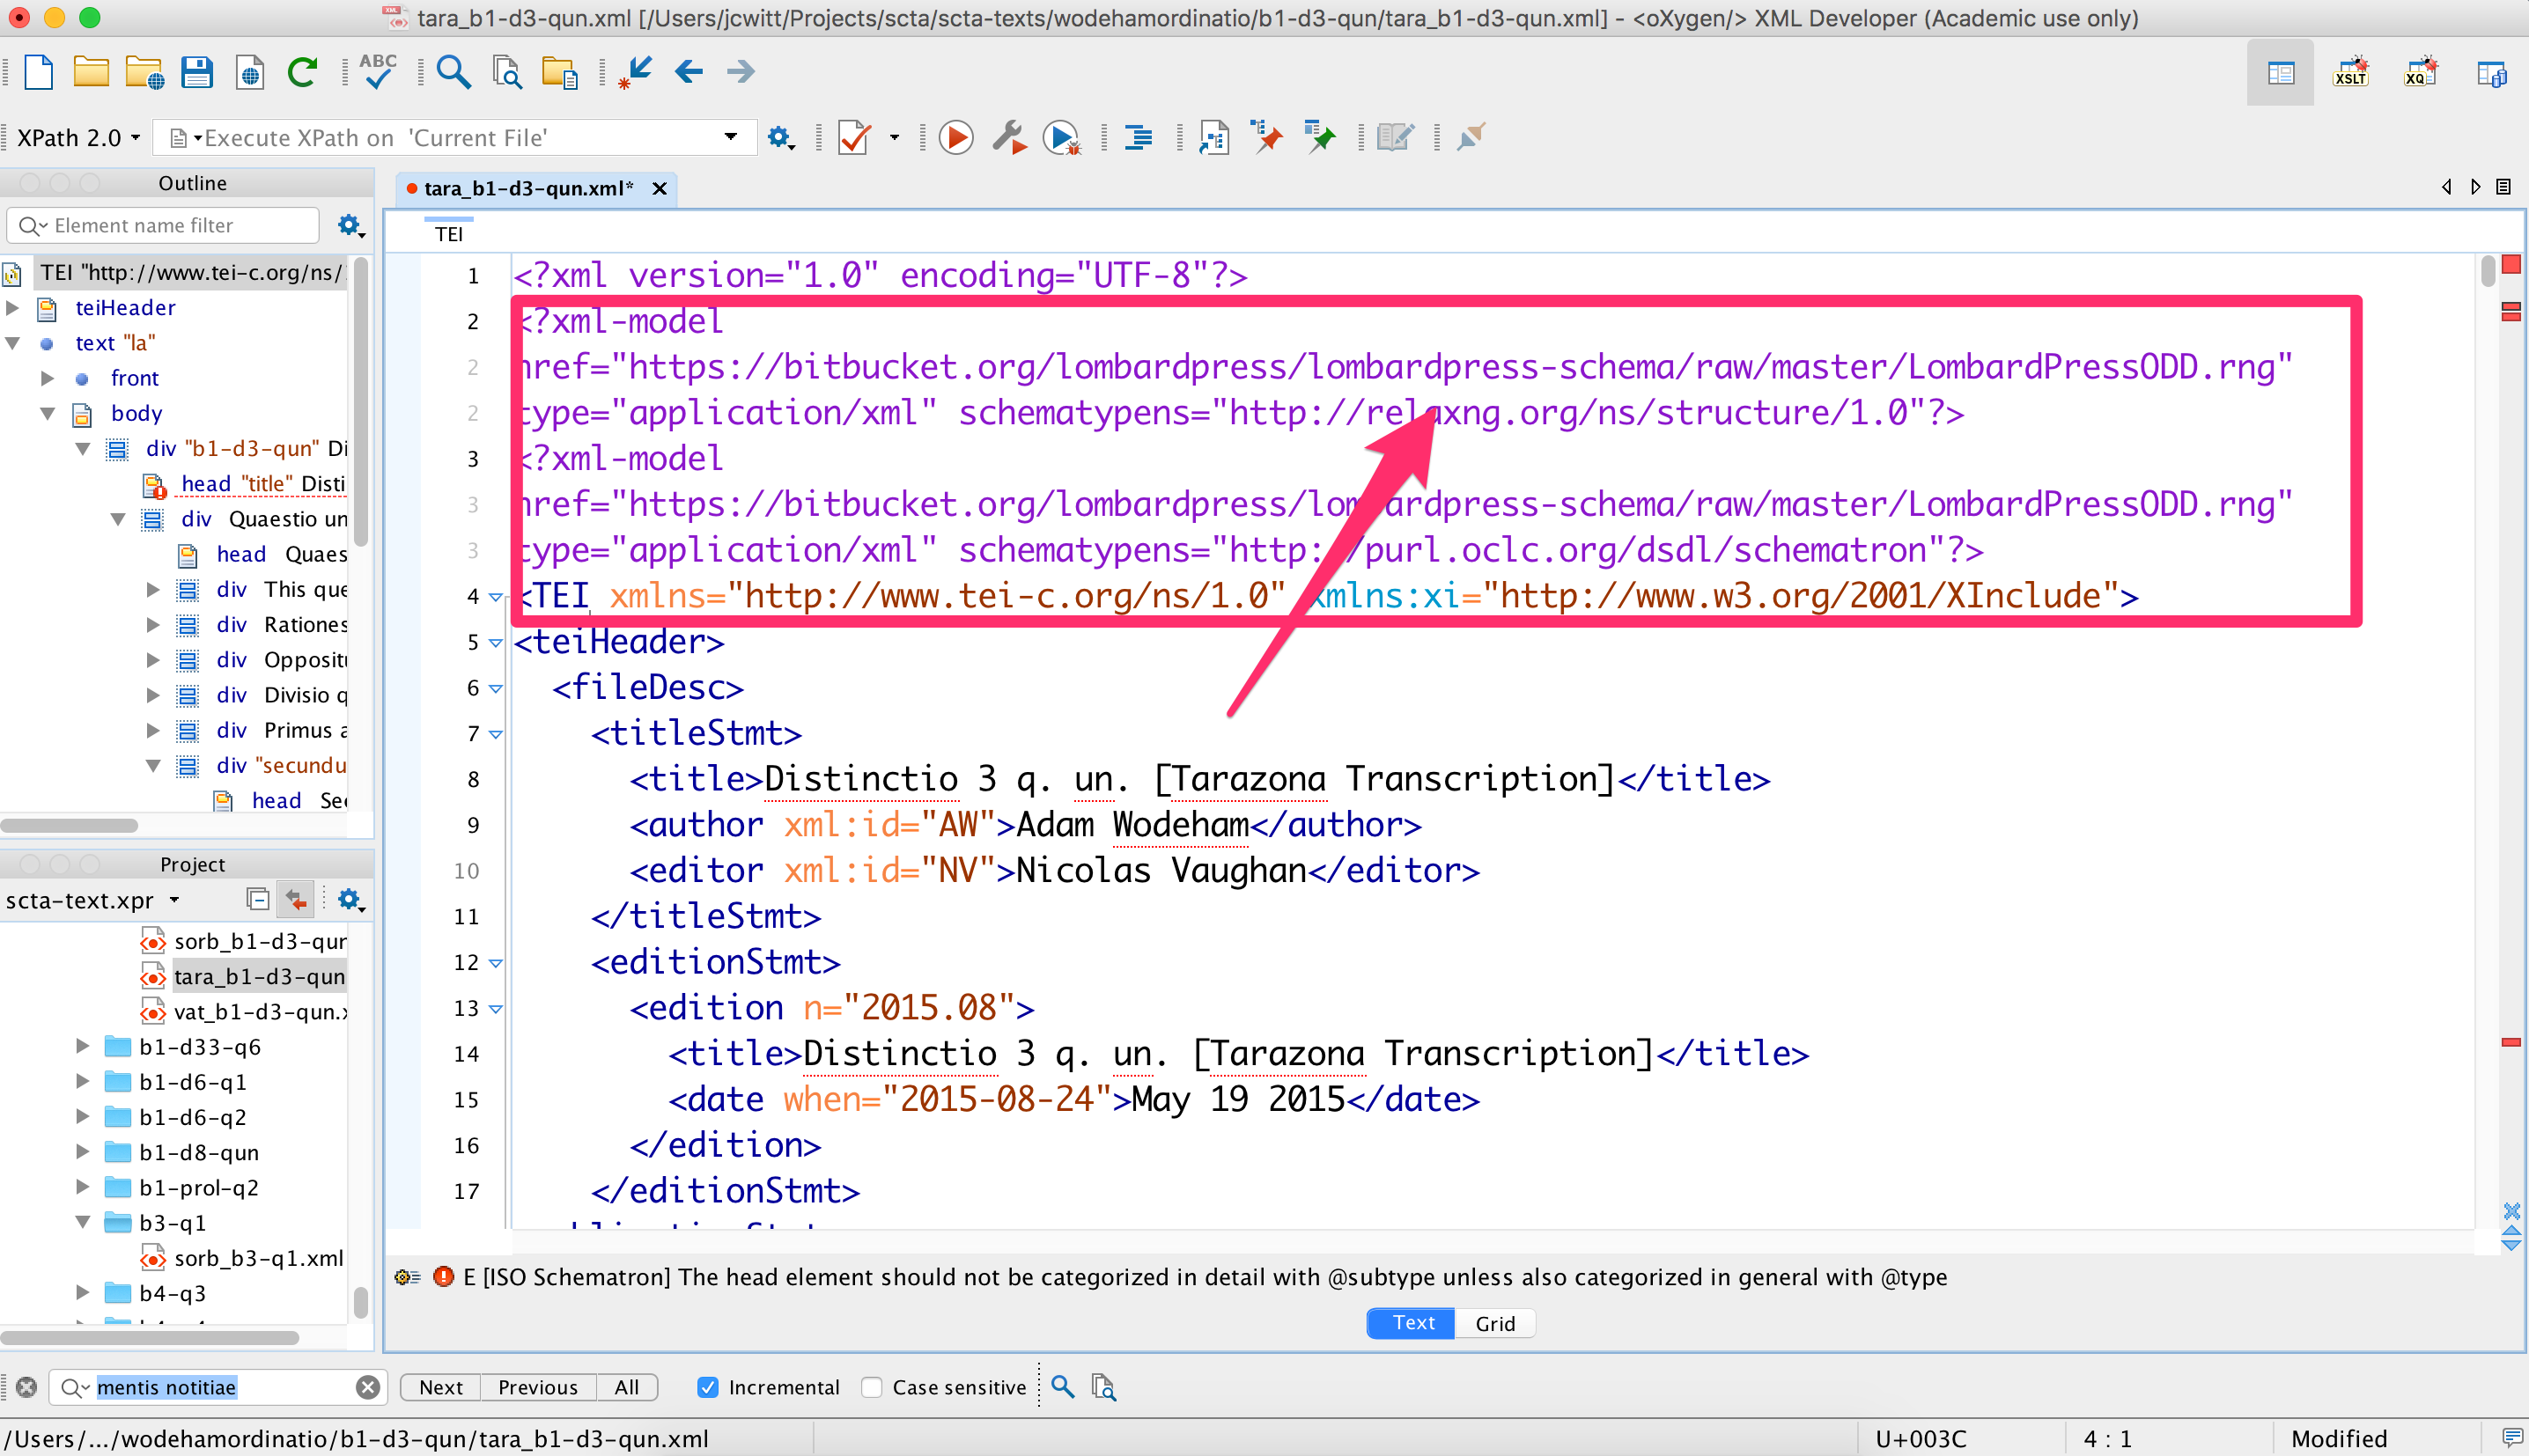 tara_b1-d3-qun.xml [/Users/jcwitt/Projects/scta/scta-texts/wodehamordinatio/b1-d3-qun/tara_b1-d3-qun.xml] - <oXygen/> XML Developer (Academic use only)
ABC
XSLT
XQ
XPath 2.0
Execute XPath on 'Current File'
Outline
Element name filter
TEI "http://www.tei-c.org/ns/
teiHeader
text "la"
front
body
div "b1-d3-qun" Di
head "title" Disti
div Quaestio un
head Quaes
div This que
div Rationes
div Oppositu
div Divisio q
div Primus a
div "secundu
head Sec
Project
scta-text.xpr
sorb_b1-d3-qun
tara_b1-d3-qun
vat_b1-d3-qun.x
b1-d33-q6
b1-d6-q1
b1-d6-q2
b1-d8-qun
b1-prol-q2
b3-q1
sorb_b3-q1.xml
b4-q3
tara_b1-d3-qun.xml*
TEI
1 <?xml version="1.0" encoding="UTF-8"?>
2 <?xml-model
2 href="https://bitbucket.org/lombardpress/lombardpress-schema/raw/master/LombardPressODD.rng"
2 type="application/xml" schematypens="http://relaxng.org/ns/structure/1.0"?>
3 <?xml-model
3 href="https://bitbucket.org/lombardpress/lombardpress-schema/raw/master/LombardPressODD.rng"
3 type="application/xml" schematypens="http://purl.oclc.org/dsdl/schematron"?>
4 <TEI xmlns="http://www.tei-c.org/ns/1.0" xmlns:xi="http://www.w3.org/2001/XInclude">
5 <teiHeader>
6 <fileDesc>
7 <titleStmt>
8 <title>Distinctio 3 q. un. [Tarazona Transcription]</title>
9 <author xml:id="AW">Adam Wodeham</author>
10 <editor xml:id="NV">Nicolas Vaughan</editor>
11 </titleStmt>
12 <editionStmt>
13 <edition n="2015.08">
14 <title>Distinctio 3 q. un. [Tarazona Transcription]</title>
15 <date when="2015-08-24">May 19 2015</date>
16 </edition>
17 </editionStmt>
E [ISO Schematron] The head element should not be categorized in detail with @subtype unless also categorized in general with @type
Text Grid
mentis notitiae
Next Previous All Incremental Case sensitive
/Users/.../wodehamordinatio/b1-d3-qun/tara_b1-d3-qun.xml
U+003C 4 : 1 Modified